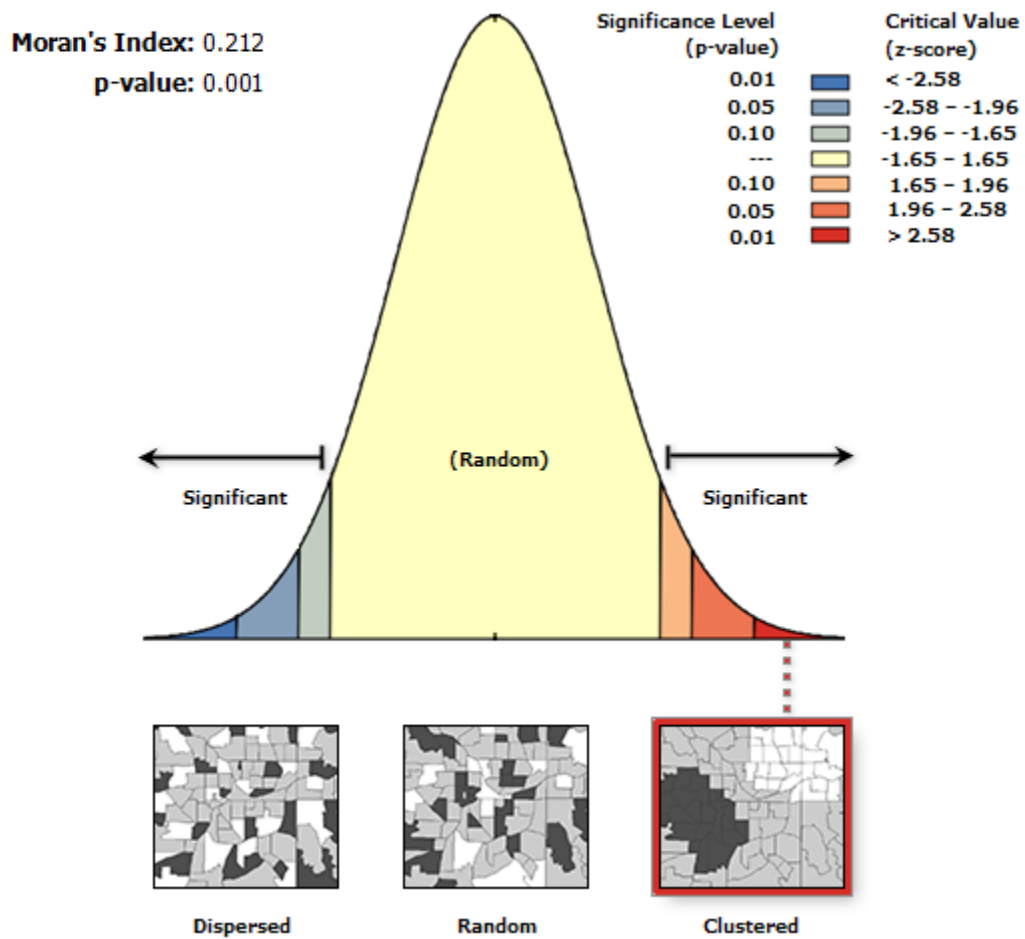 Moran's Index: 0.212
p-value: 0.001
Significance Level Critical Value
(p-value) (z-score)
0.01 < -2.58
0.05 -2.58 – -1.96
0.10 -1.96 – -1.65
--- -1.65 – 1.65
0.10 1.65 – 1.96
0.05 1.96 – 2.58
0.01 > 2.58
(Random)
Significant Significant
Dispersed Random Clustered